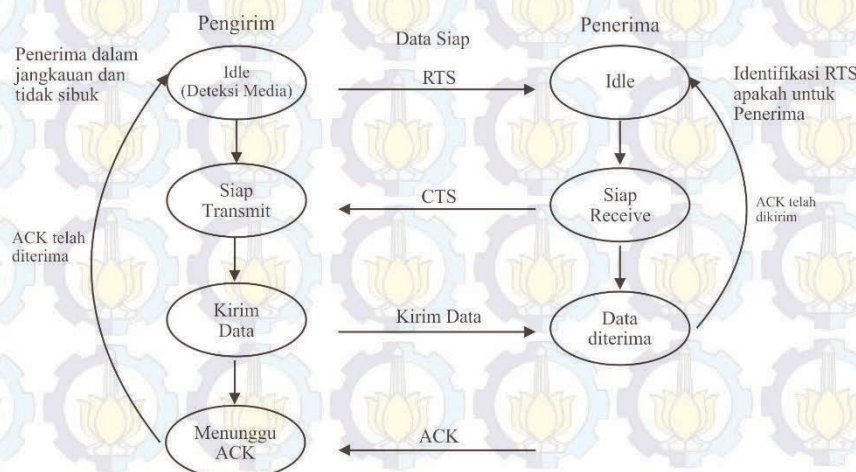 Pengirim
Data Siap
Penerima
Penerima dalam
jangkauan dan
tidak sibuk
Idle
(Deteksi Media)
RTS
Idle
Identifikasi RTS
apakah untuk
Penerima
Siap
Transmit
CTS
Siap
Receive
ACK telah
dikirim
ACK telah
diterima
Kirim
Data
Kirim Data
Data
diterima
Menunggu
ACK
ACK